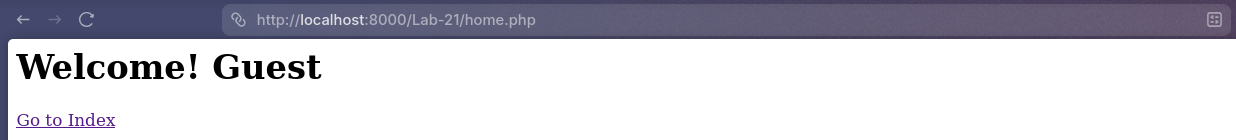 http://localhost:8000/Lab-21/home.php
Welcome! Guest
Go to Index